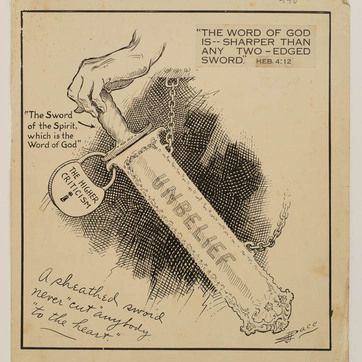 "THE WORD OF GOD
IS-- SHARPER THAN
ANY TWO-EDGED
SWORD." HEB. 4:12
"The Sword
of the Spirit,
which is the
Word of God"
THE HIGHER
CRITICISM
UNBELIEF
A sheathed sword
never "cut" anybody
"to the heart."
Pace